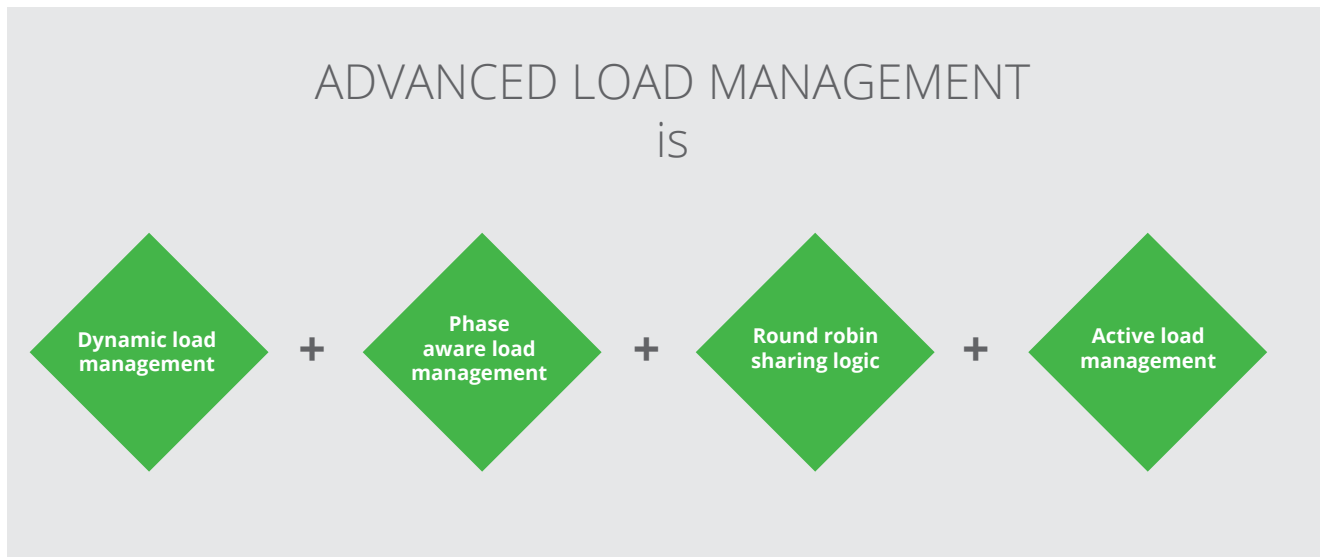 ADVANCED LOAD MANAGEMENT
is
Dynamic load
management
+
Phase
aware load
management
+
Round robin
sharing logic
+
Active load
management